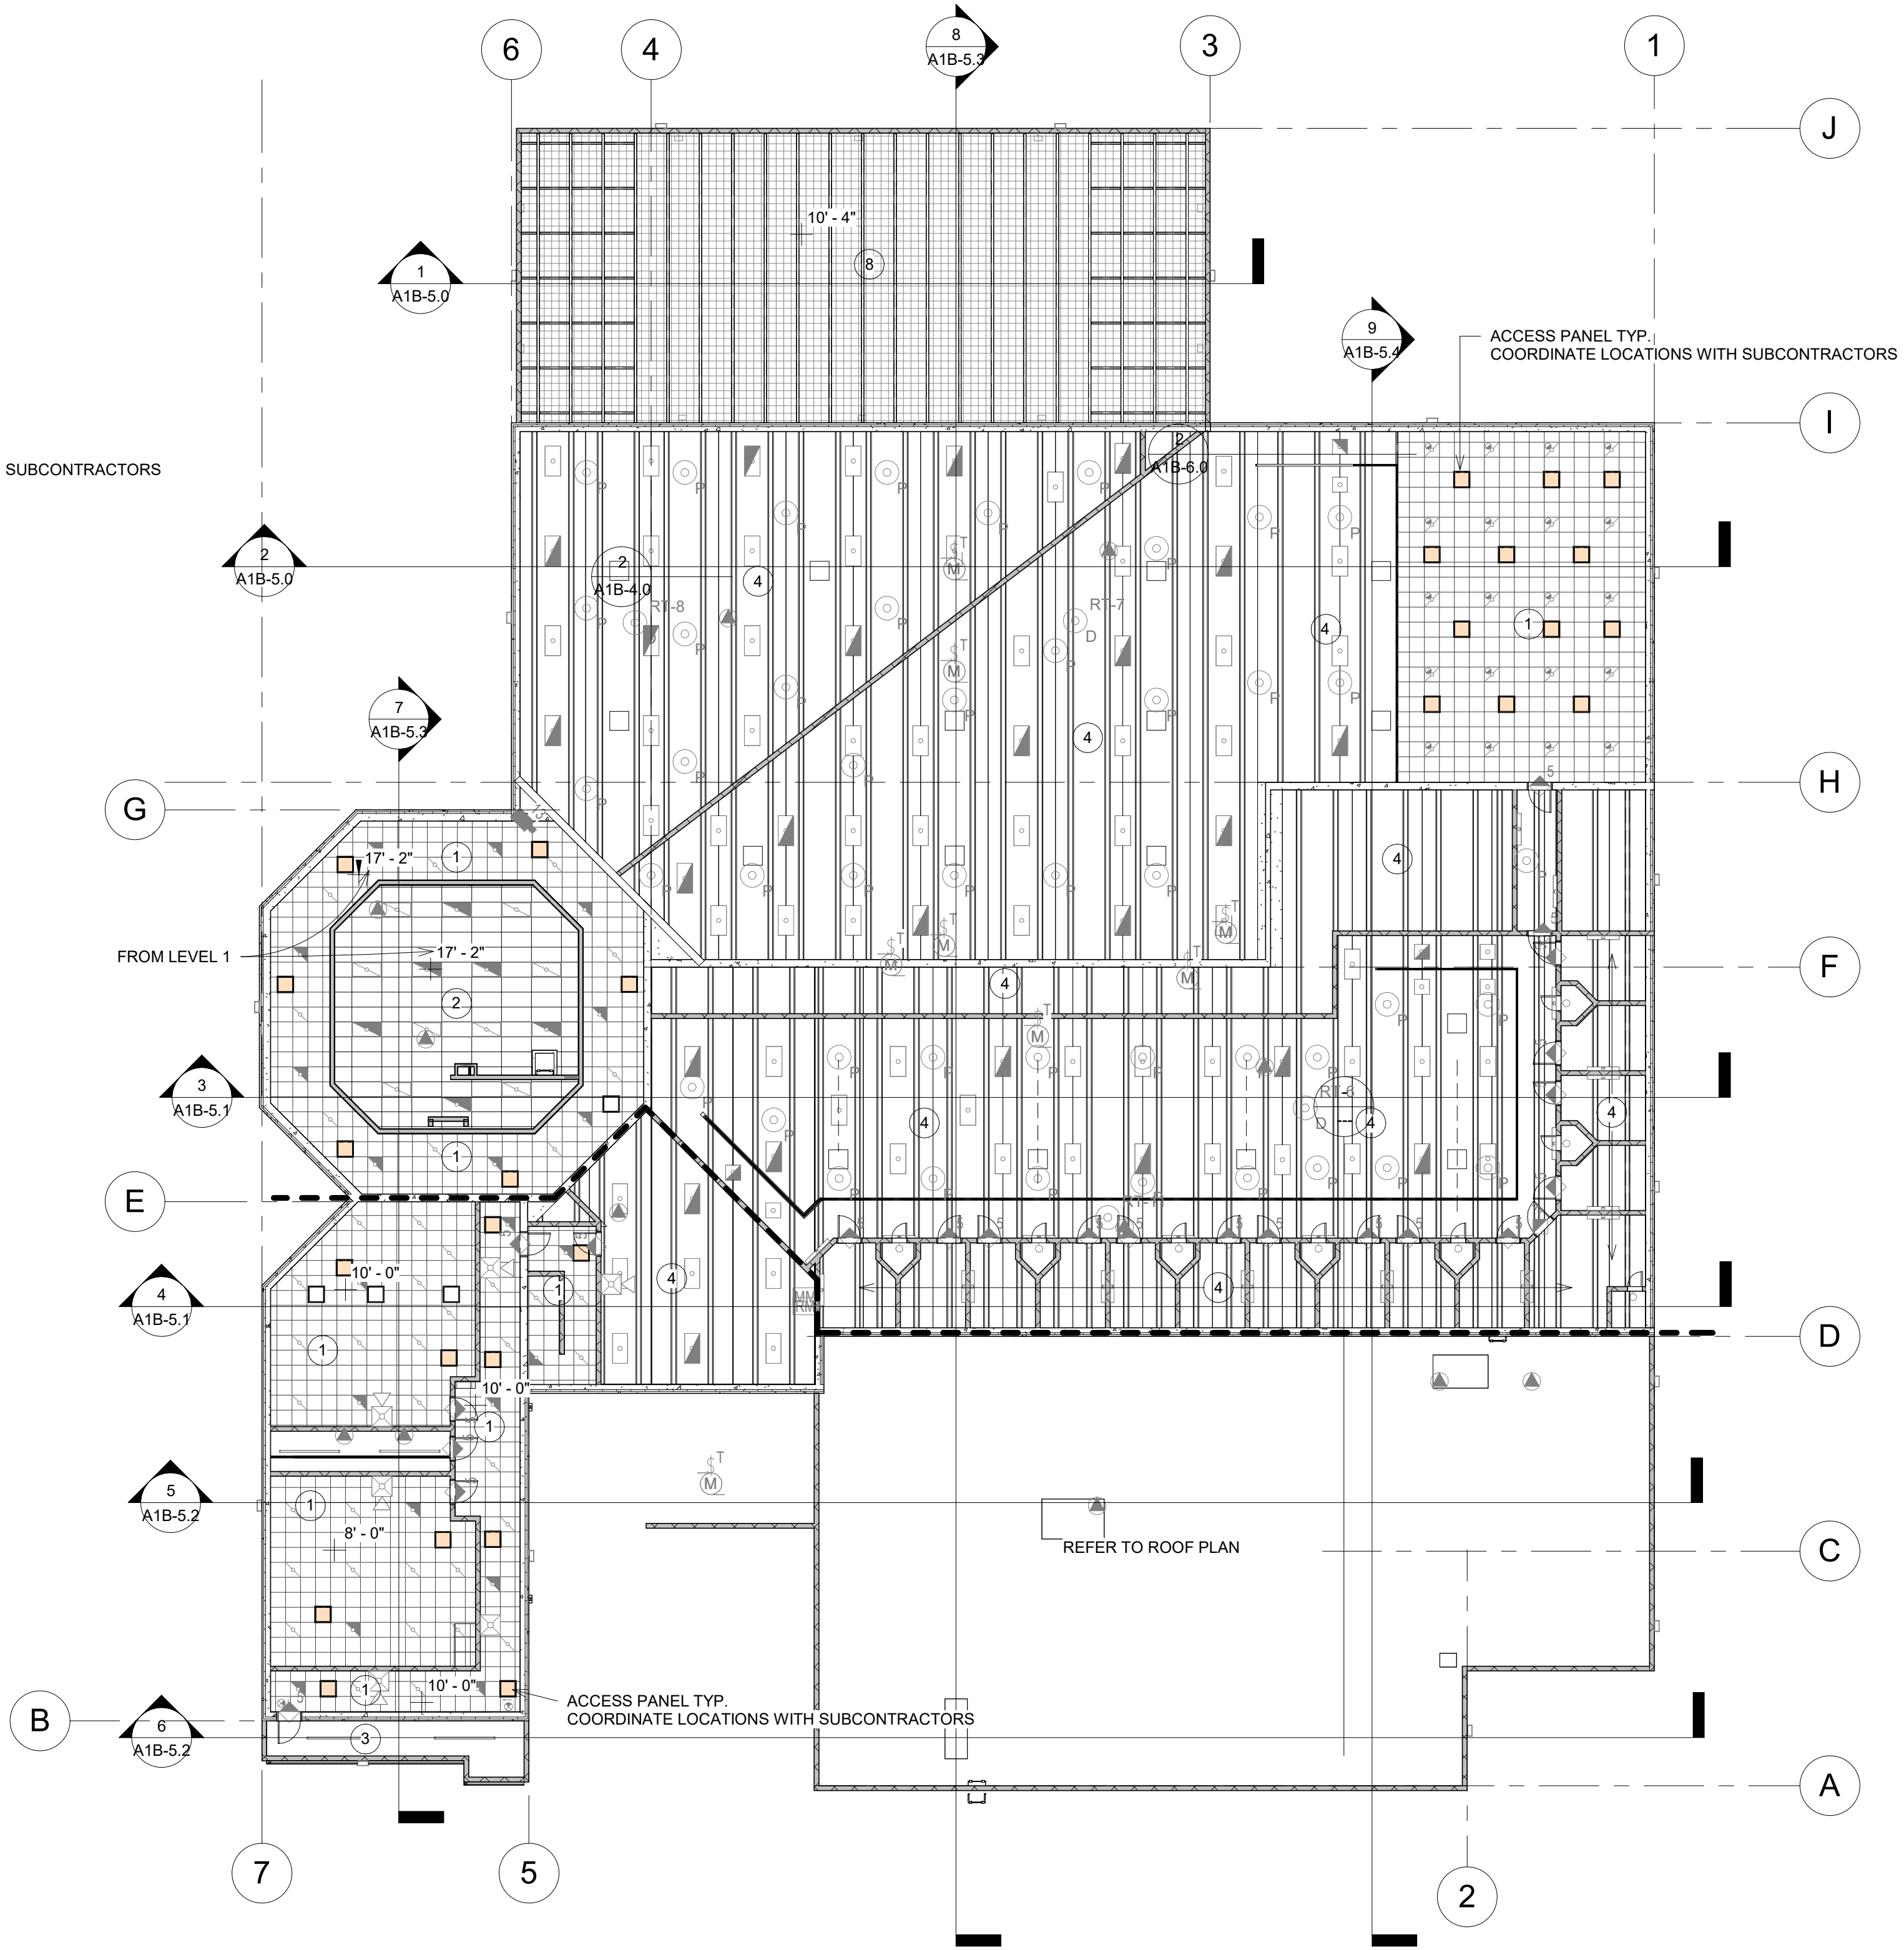 6
4
8
A1B-5.3
3
1
J
10' - 4"
8
1
A1B-5.0
9
A1B-5.4
ACCESS PANEL TYP.
COORDINATE LOCATIONS WITH SUBCONTRACTORS
I
SUBCONTRACTORS
2
A1B-6.0
2
A1B-5.0
2
A1B-4.0
4
RT-8
D
RT-7
D
4
1
4
7
A1B-5.3
H
G
13
17' - 2"
1
4
FROM LEVEL 1
17' - 2"
2
4
F
3
A1B-5.1
1
4
RT-6
D
4
4
E
10' - 0"
1
4
4
4
A1B-5.1
1
D
10' - 0"
1
5
A1B-5.2
1
8' - 0"
REFER TO ROOF PLAN
C
1
10' - 0"
ACCESS PANEL TYP.
COORDINATE LOCATIONS WITH SUBCONTRACTORS
B
6
A1B-5.2
3
A
7
5
2